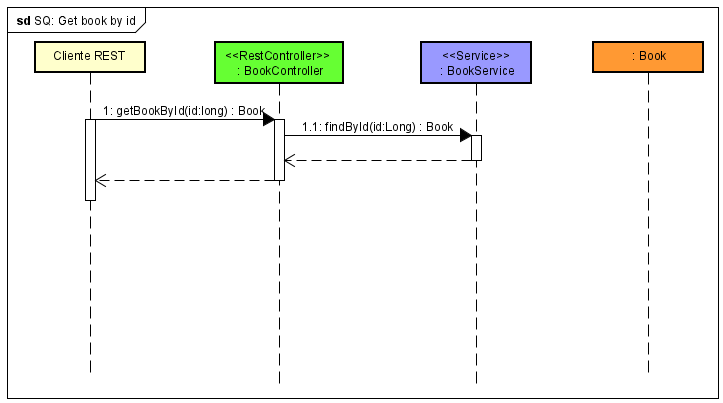 sd SQ: Get book by id
Cliente REST
<<RestController>>
: BookController
<<Service>>
: BookService
: Book
1: getBookById(id:long) : Book
1.1: findById(id:Long) : Book